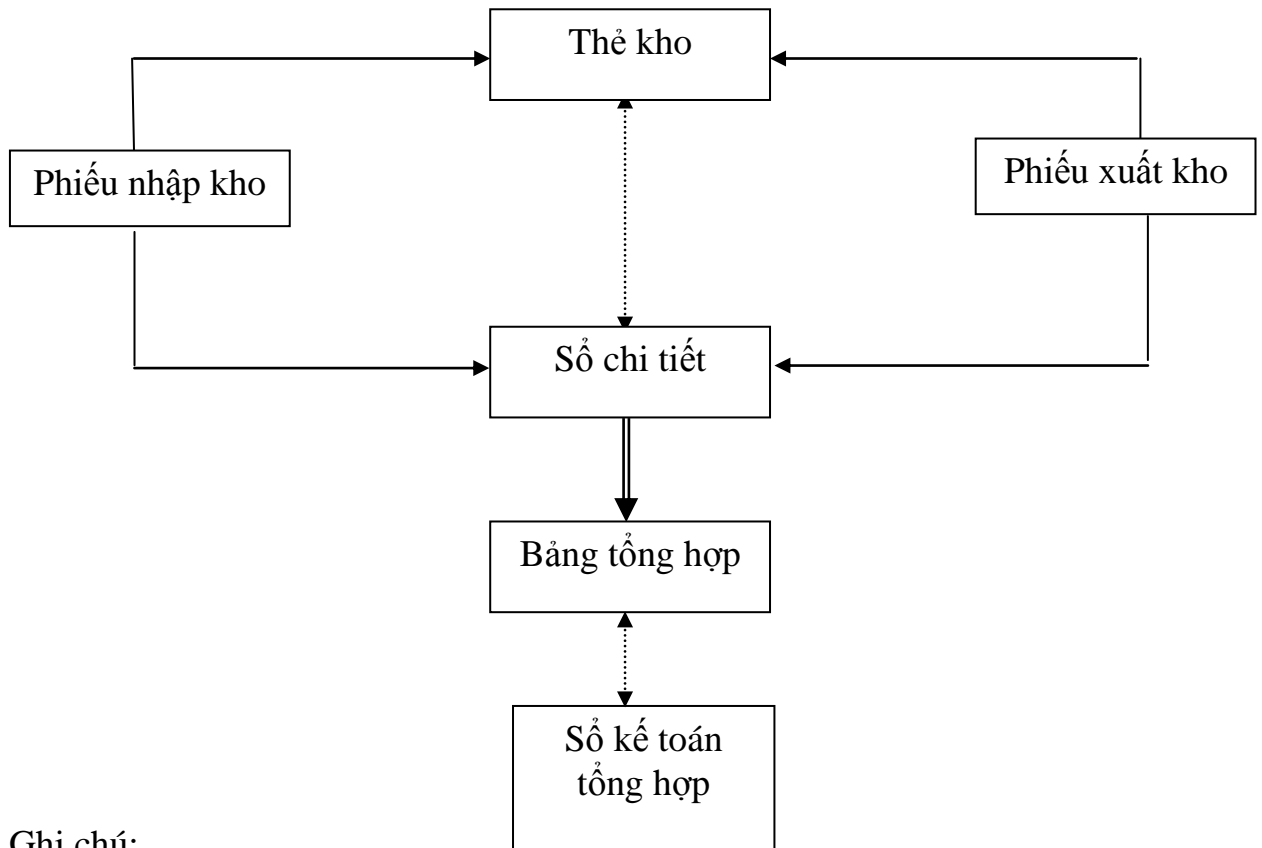 Thẻ kho
Phiếu nhập kho
Phiếu xuất kho
Sổ chi tiết
Bảng tổng hợp
Sổ kế toán
tổng hợp
Ghi chú: